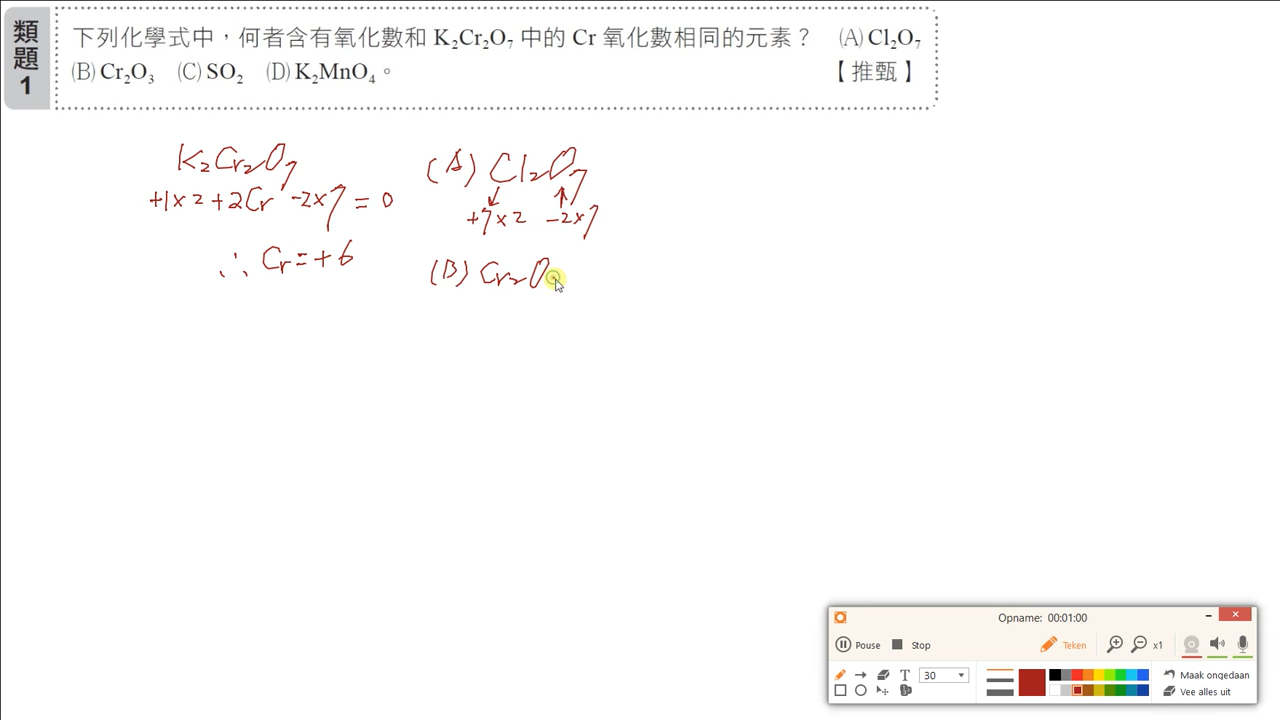 類題1
下列化學式中，何者含有氧化數和 K₂Cr₂O₇ 中的 Cr 氧化數相同的元素？ (A) Cl₂O₇
(B) Cr₂O₃ (C) SO₂ (D) K₂MnO₄。 【推甄】
K₂Cr₂O₇
+1×2+2Cr-2×7=0
∴ Cr=+6
(A) Cl₂O₇
+7×2 -2×7
(B) Cr₂O
Opname: 00:01:00
Pause Stop Teken x1
T 30 Maak ongedaan
Vee alles uit